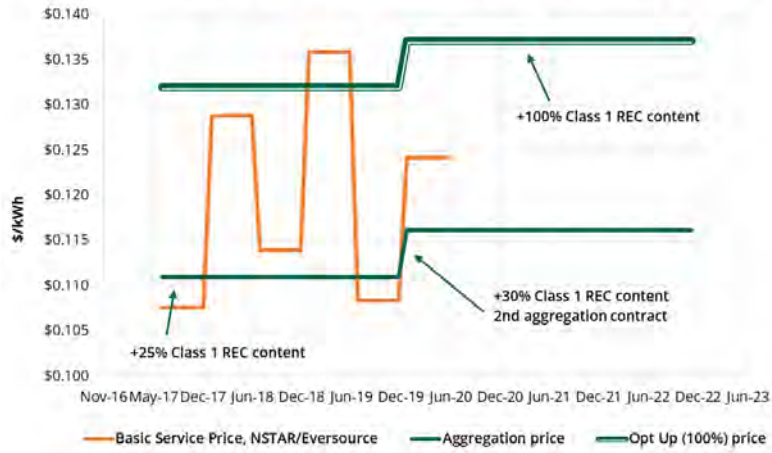 $0.140
$0.135
$0.130
$0.125
$0.120
$0.115
$0.110
$0.105
$0.100
$/kWh
+100% Class 1 REC content
+30% Class 1 REC content
2nd aggregation contract
+25% Class 1 REC content
Nov-16 May-17 Dec-17 Jun-18 Dec-18 Jun-19 Dec-19 Jun-20 Dec-20 Jun-21 Dec-21 Jun-22 Dec-22 Jun-23
Basic Service Price, NSTAR/Eversource Aggregation price Opt Up (100%) price